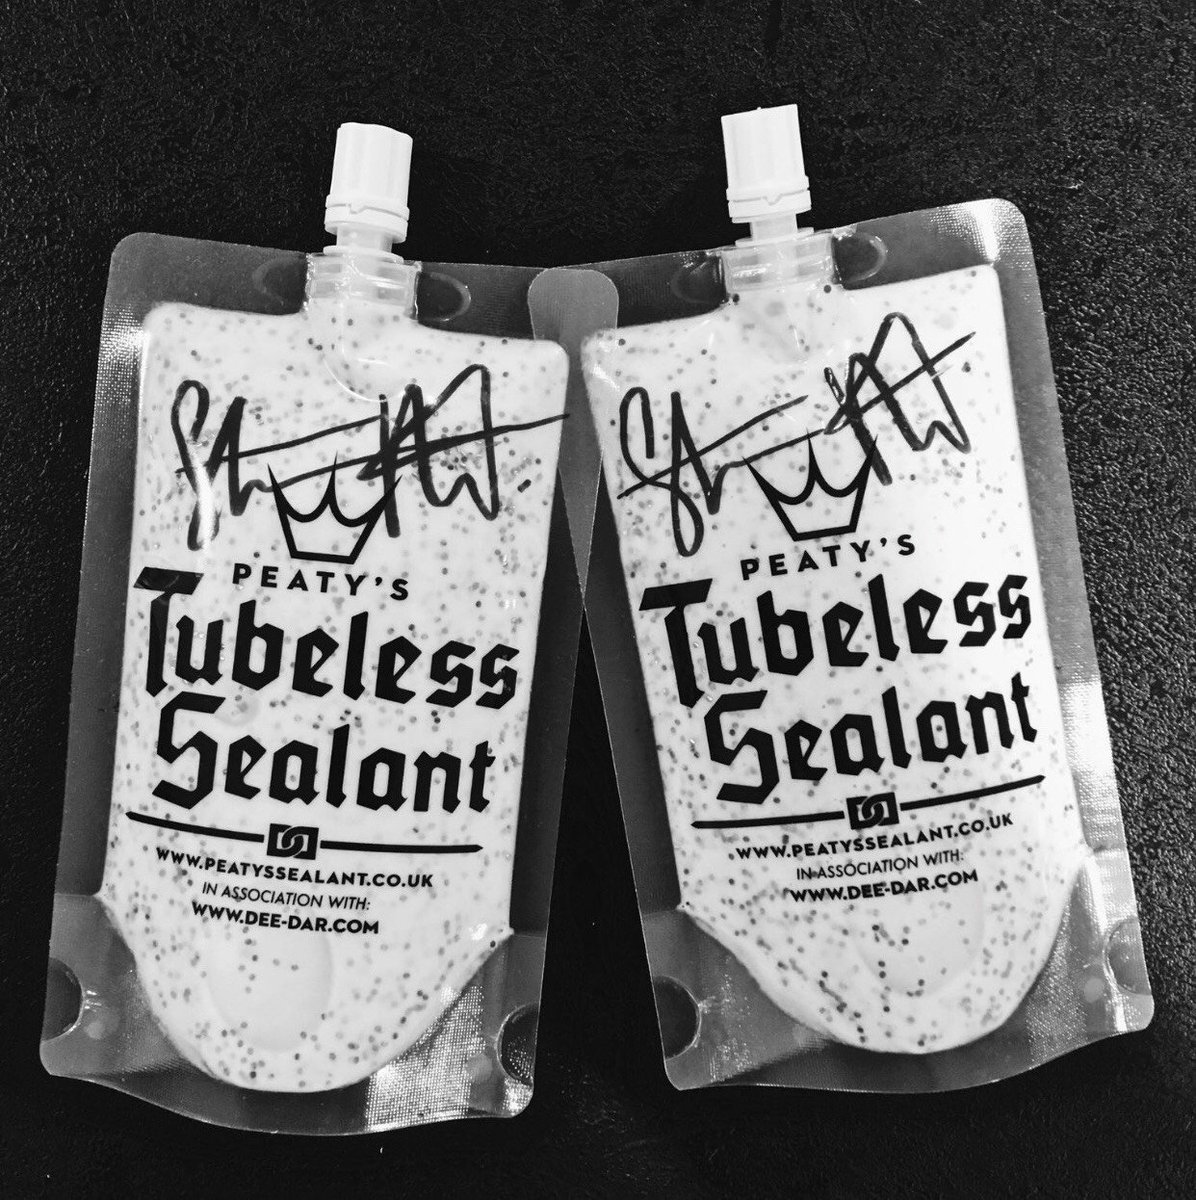 PEATY'S
Tubeless
Sealant
WWW.PEATYSSEALANT.CO.UK
IN ASSOCIATION WITH:
WWW.DEE-DAR.COM
PEATY'S
Tubeless
Sealant
WWW.PEATYSSEALANT.CO.UK
IN ASSOCIATION WITH:
WWW.DEE-DAR.COM